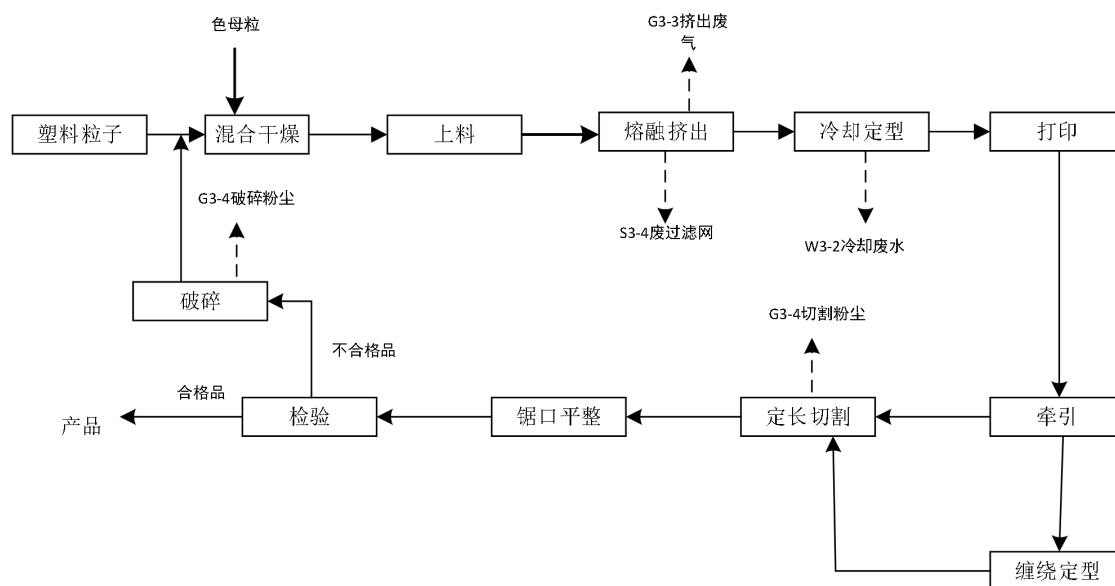 色母粒
G3-3挤出废
气
塑料粒子
混合干燥
上料
熔融挤出
冷却定型
打印
G3-4破碎粉尘
S3-4废过滤网
W3-2冷却废水
破碎
G3-4切割粉尘
不合格品
合格品
产品
检验
锯口平整
定长切割
牵引
缠绕定型